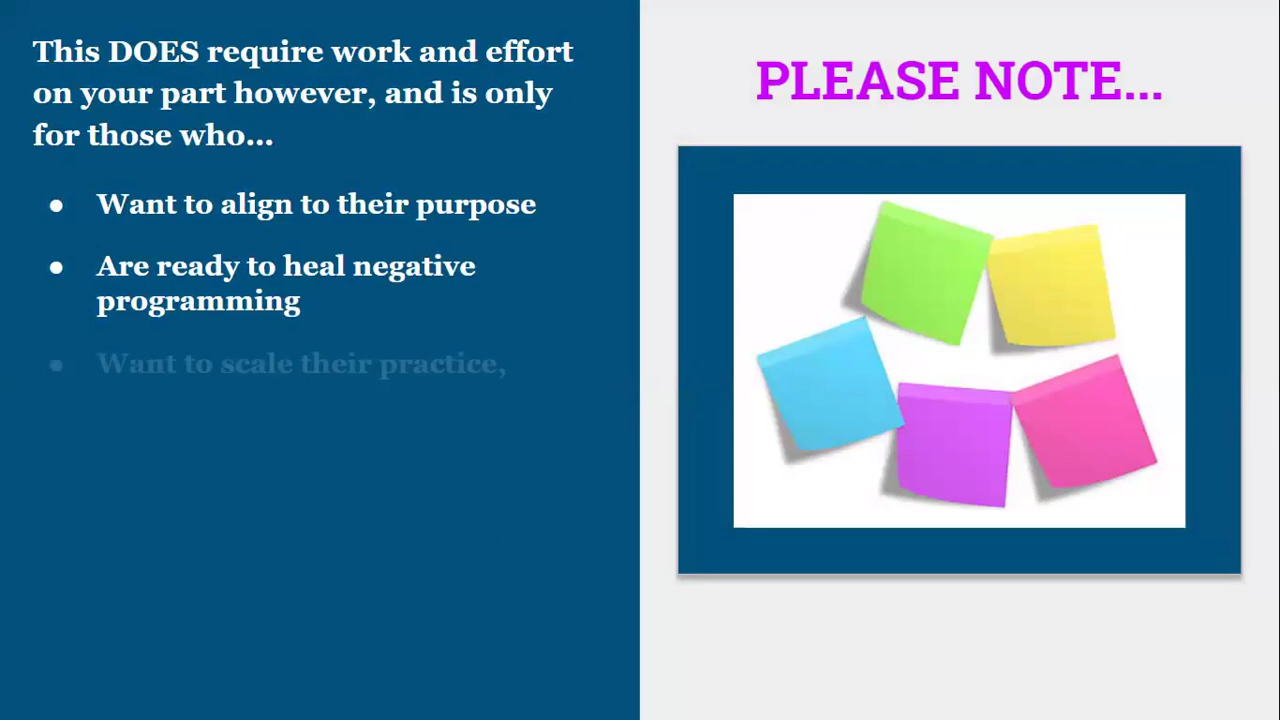 This DOES require work and effort
on your part however, and is only
for those who...
● Want to align to their purpose
● Are ready to heal negative
programming
● Want to scale their practice,
PLEASE NOTE...